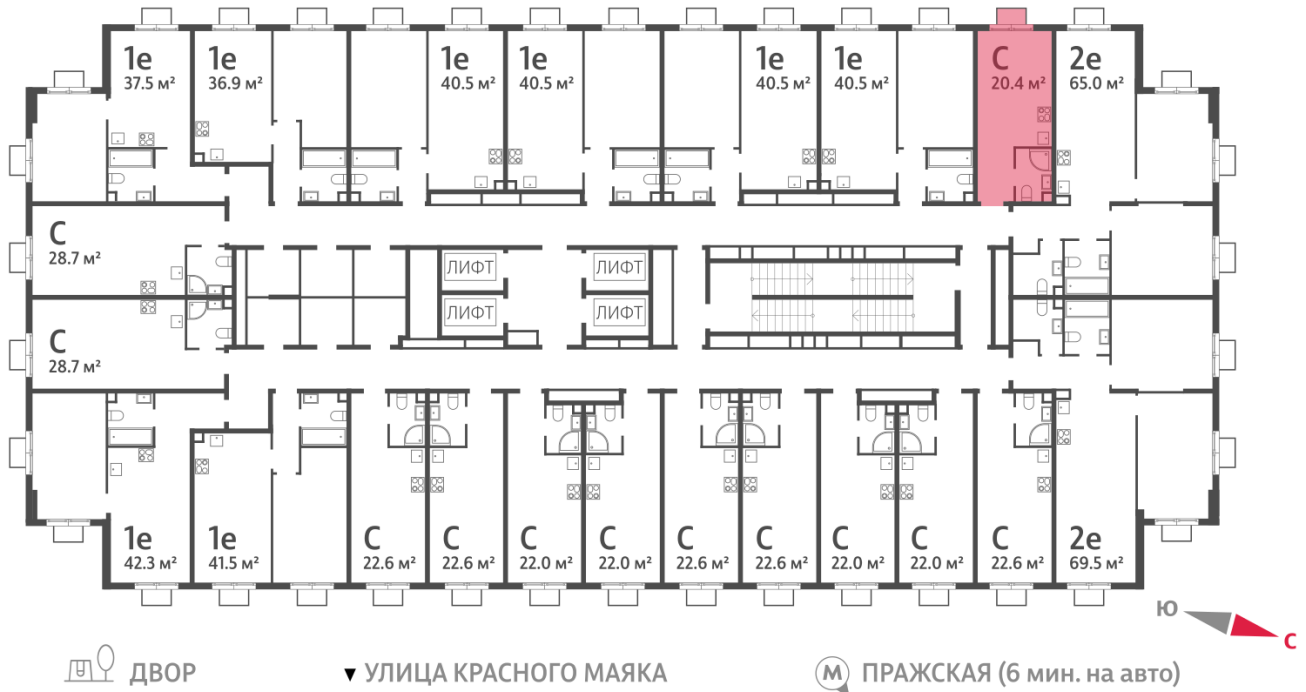 1е
37.5 м²
1е
36.9 м²
1е
40.5 м²
1е
40.5 м²
1е
40.5 м²
1е
40.5 м²
С
20.4 м²
2е
65.0 м²
С
28.7 м²
ЛИФТ
ЛИФТ
ЛИФТ
ЛИФТ
С
28.7 м²
1е
42.3 м²
1е
41.5 м²
С
22.6 м²
С
22.6 м²
С
22.0 м²
С
22.0 м²
С
22.6 м²
С
22.6 м²
С
22.0 м²
С
22.0 м²
С
22.6 м²
2е
69.5 м²
Ю
С
ДВОР
УЛИЦА КРАСНОГО МАЯКА
М ПРАЖСКАЯ (6 мин. на авто)